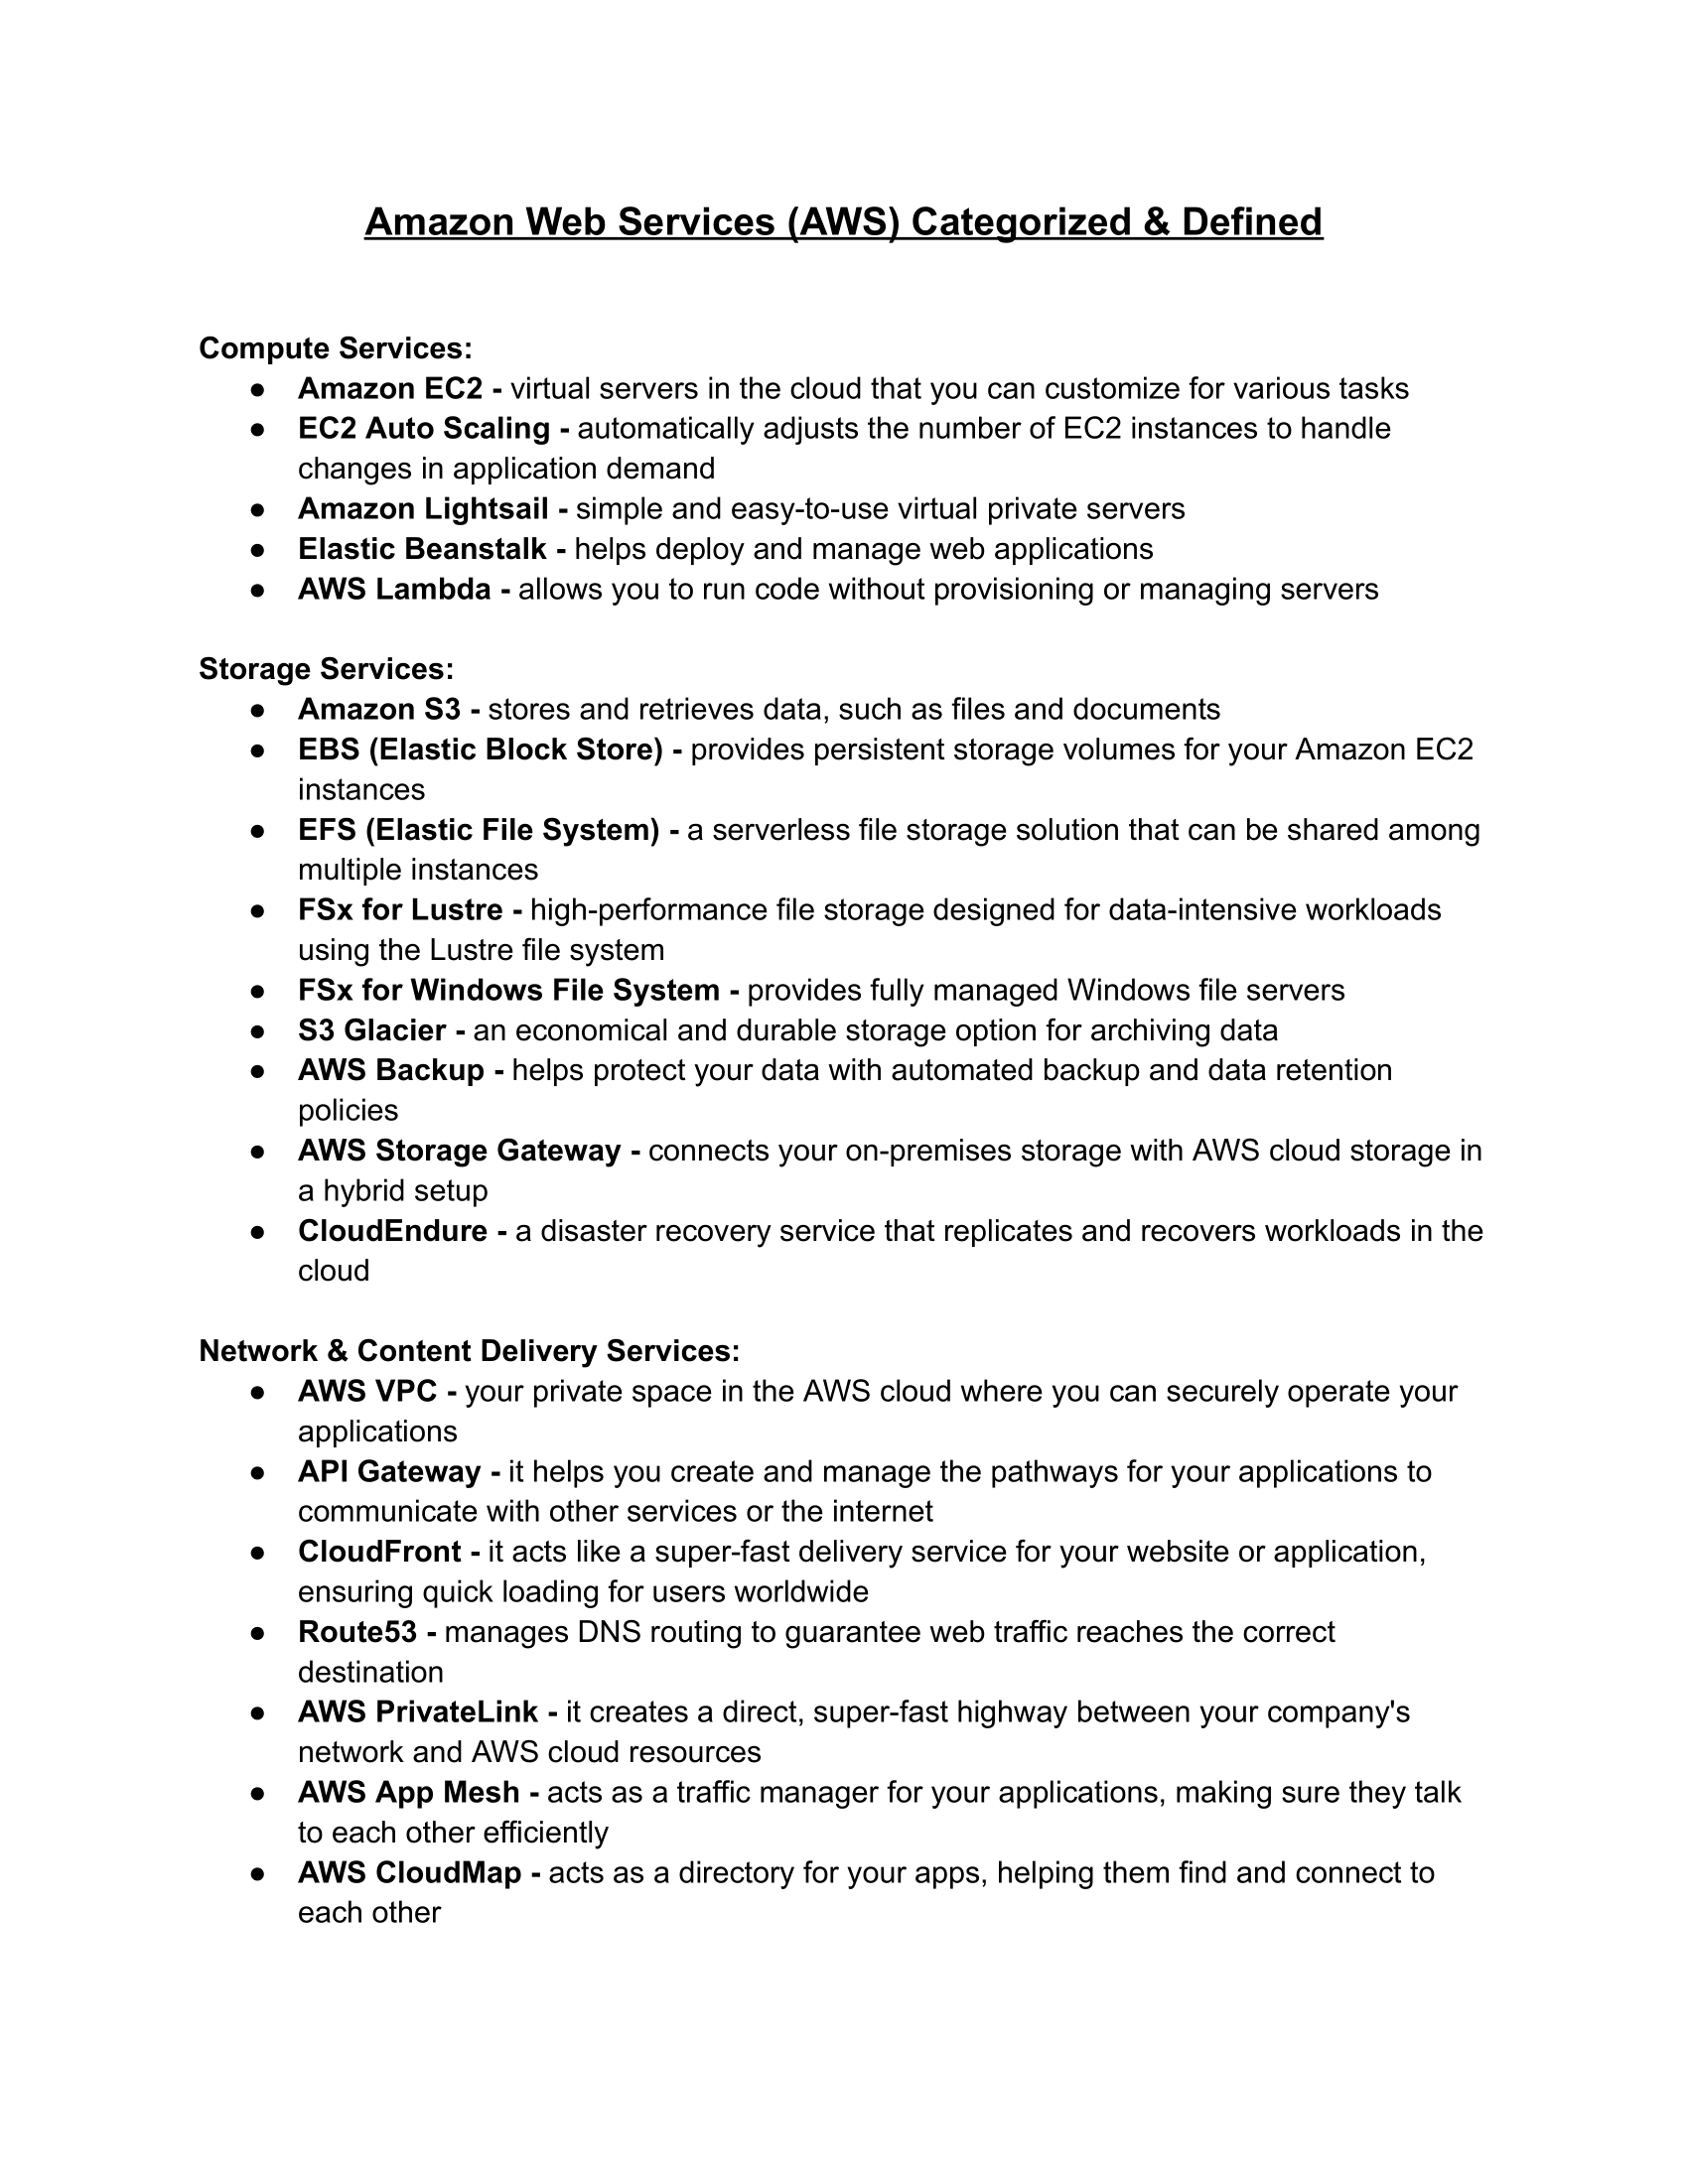 Amazon Web Services (AWS) Categorized & Defined
Compute Services:
● Amazon EC2 - virtual servers in the cloud that you can customize for various tasks
● EC2 Auto Scaling - automatically adjusts the number of EC2 instances to handle
changes in application demand
● Amazon Lightsail - simple and easy-to-use virtual private servers
● Elastic Beanstalk - helps deploy and manage web applications
● AWS Lambda - allows you to run code without provisioning or managing servers
Storage Services:
● Amazon S3 - stores and retrieves data, such as files and documents
● EBS (Elastic Block Store) - provides persistent storage volumes for your Amazon EC2
instances
● EFS (Elastic File System) - a serverless file storage solution that can be shared among
multiple instances
● FSx for Lustre - high-performance file storage designed for data-intensive workloads
using the Lustre file system
● FSx for Windows File System - provides fully managed Windows file servers
● S3 Glacier - an economical and durable storage option for archiving data
● AWS Backup - helps protect your data with automated backup and data retention
policies
● AWS Storage Gateway - connects your on-premises storage with AWS cloud storage in
a hybrid setup
● CloudEndure - a disaster recovery service that replicates and recovers workloads in the
cloud
Network & Content Delivery Services:
● AWS VPC - your private space in the AWS cloud where you can securely operate your
applications
● API Gateway - it helps you create and manage the pathways for your applications to
communicate with other services or the internet
● CloudFront - it acts like a super-fast delivery service for your website or application,
ensuring quick loading for users worldwide
● Route53 - manages DNS routing to guarantee web traffic reaches the correct
destination
● AWS PrivateLink - it creates a direct, super-fast highway between your company's
network and AWS cloud resources
● AWS App Mesh - acts as a traffic manager for your applications, making sure they talk
to each other efficiently
● AWS CloudMap - acts as a directory for your apps, helping them find and connect to
each other